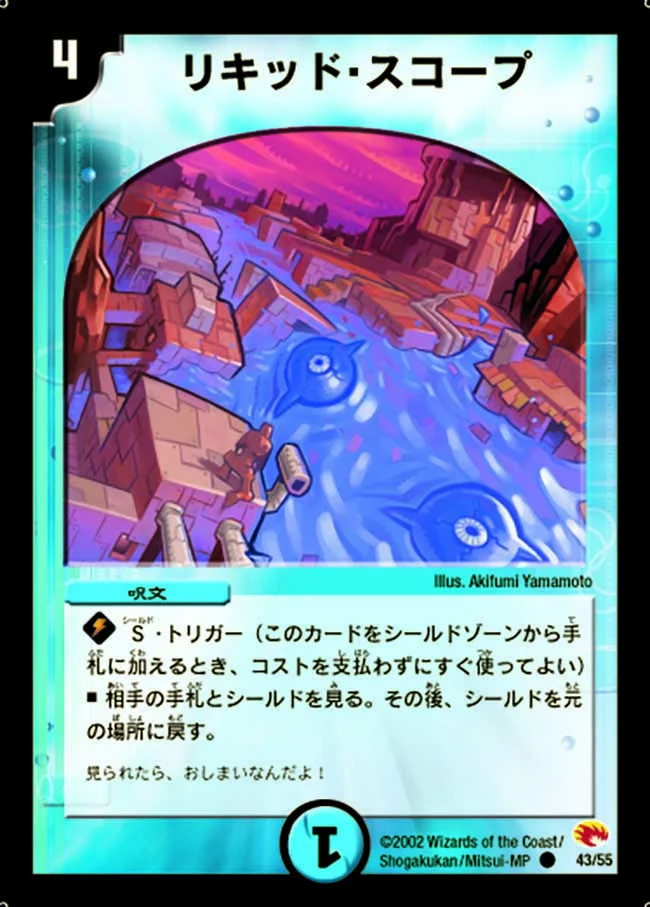 4
リキッド・スコープ
Illus. Akifumi Yamamoto
呪文
S・トリガー（このカードをシールドゾーンから手
札に加えるとき、コストを支払わずにすぐ使ってよい）
■ 相手の手札とシールドを見る。その後、シールドを元
の場所に戻す。
見られたら、おしまいなんだよ！
1
©2002 Wizards of the Coast/
Shogakukan/Mitsui-MP ● 43/55